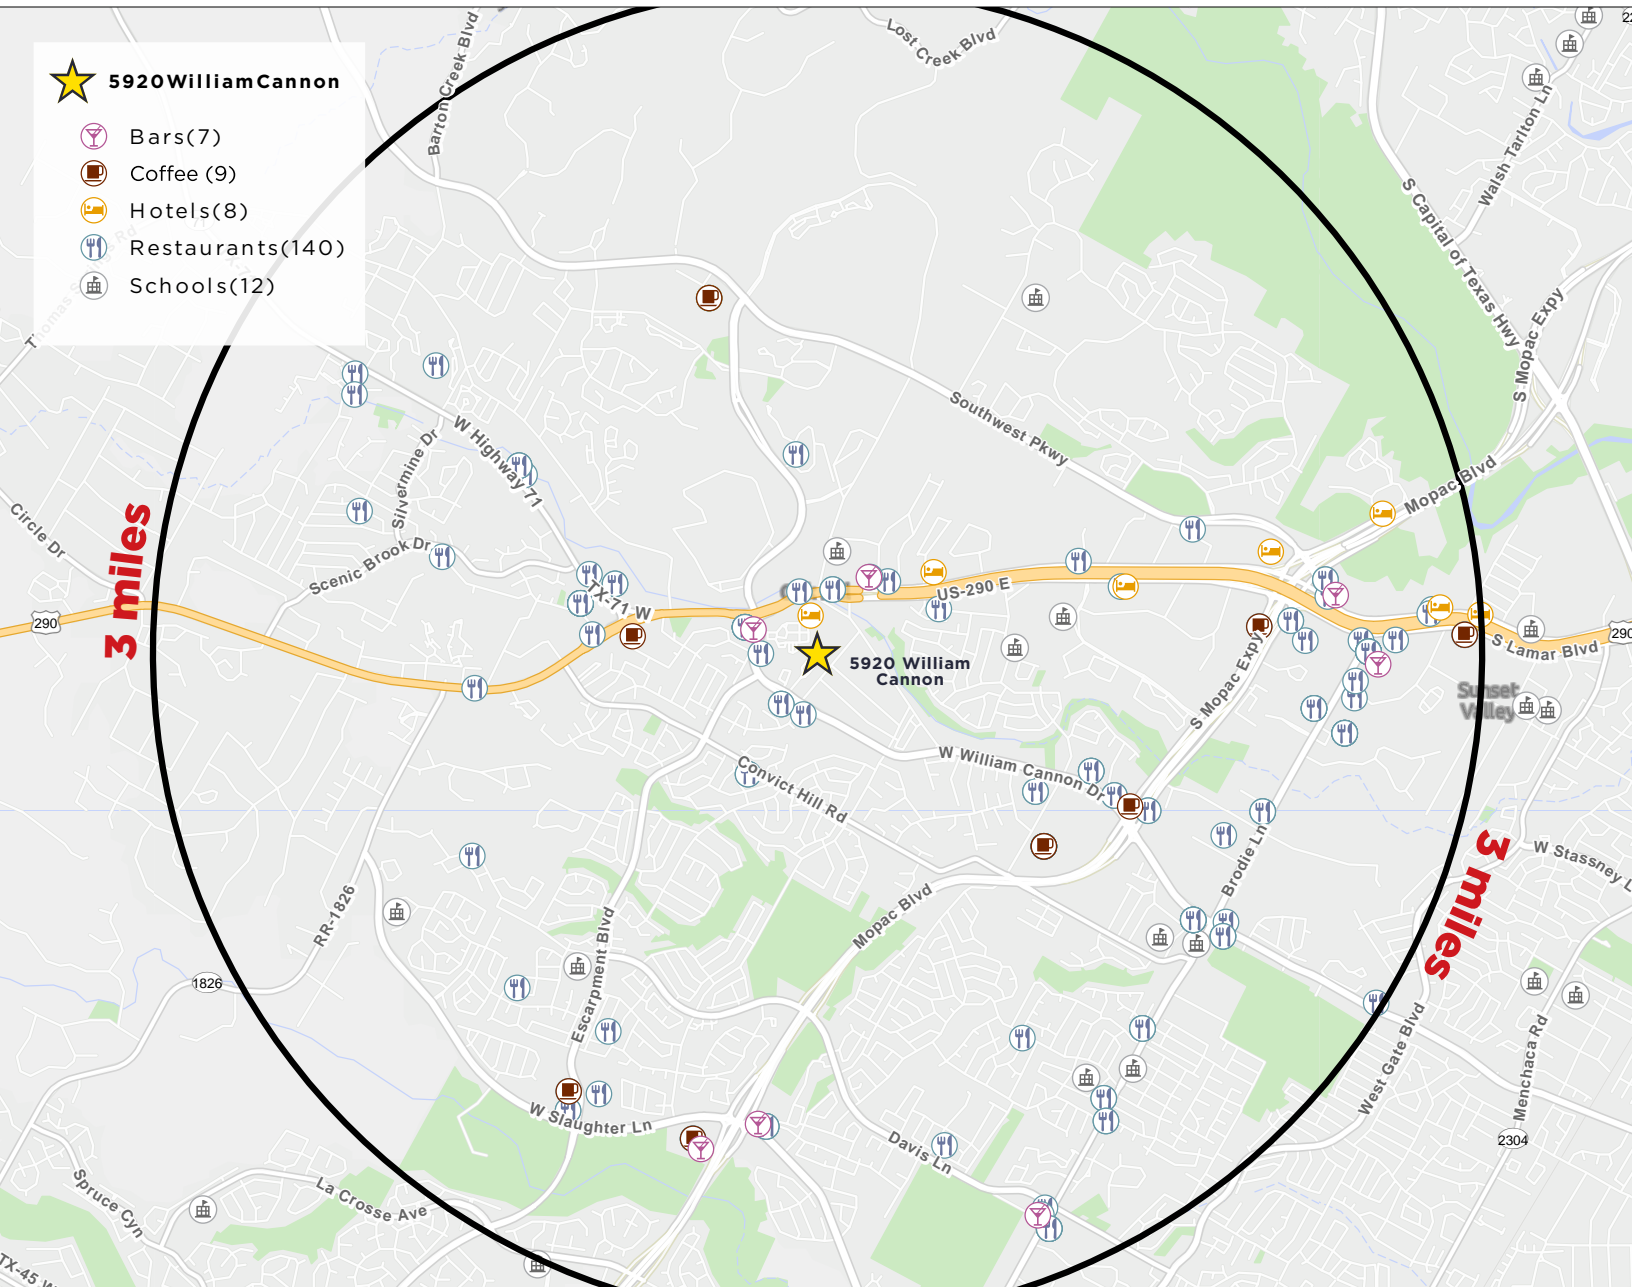 Lost
Creek Blvd
22
5920WilliamCannon
Barton Creek Blvd
Bars(7)
Coffee (9)
Hotels(8)
Restaurants(140)
Schools(12)
Walsh Tarlton Ln
S Capital of Texas Hwy
S Mopac Expy
Southwest Pkwy
W Highway 71
Silvermine Dr
Mopac Blvd
Circle Dr
3 miles
Scenic Brook Dr
TX-71 W
US-290 E
290
290
S Lamar Blvd
5920 William
Cannon
S Mopac Expy
Sunset
Valley
W William Cannon Dr
Convict Hill Rd
3 miles
W Stassney L
Brodie Ln
RR-1826
Mopac Blvd
Escarpment Blvd
1826
West Gate Blvd
Menchaca Rd
W Slaughter Ln
Davis Ln
2304
Spruce Cyn
La Crosse Ave
TX-45 W